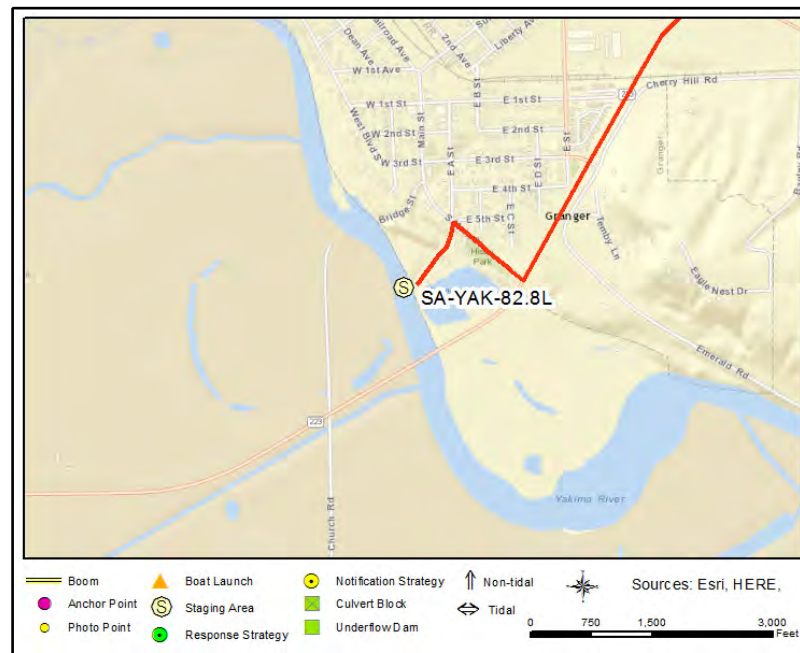 Dean Ave
Railroad Ave
2nd Ave
Liberty Ave
RR
W 1st Ave
E B St
Cherry Hill Rd
W 1st St
E 1st St
Main St
West Blvd S
W 2nd St
E 2nd St
E St
W 3rd St
E 3rd St
E A St
E D St
E 4th St
Granger
Bailey Rd
Bridge St
S
E 5th St
E C St
Granger
Temby Ln
Park
Eagle Nest Dr
S
SA-YAK-82.8L
Emerald Rd
223
Yakima River
Church Rd
Boom
Boat Launch
Notification Strategy
Non-tidal
Sources: Esri, HERE,
Anchor Point
S
Staging Area
Culvert Block
Tidal
Photo Point
Response Strategy
Underflow Dam
0 750 1,500 3,000
Feet